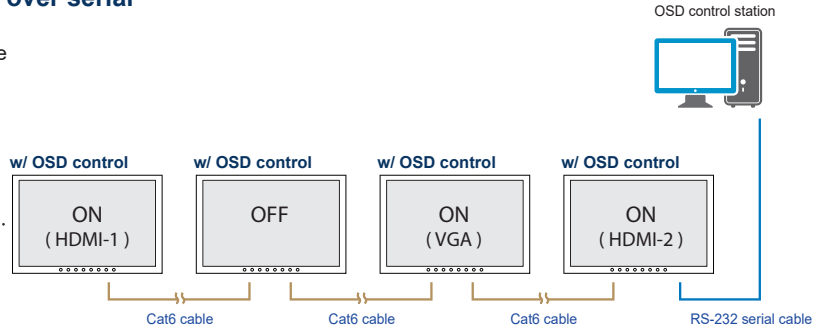 over serial
OSD control station
e
w/ OSD control
w/ OSD control
w/ OSD control
w/ OSD control
ON
( HDMI-1 )
OFF
ON
( VGA )
ON
( HDMI-2 )
.
Cat6 cable
Cat6 cable
Cat6 cable
RS-232 serial cable